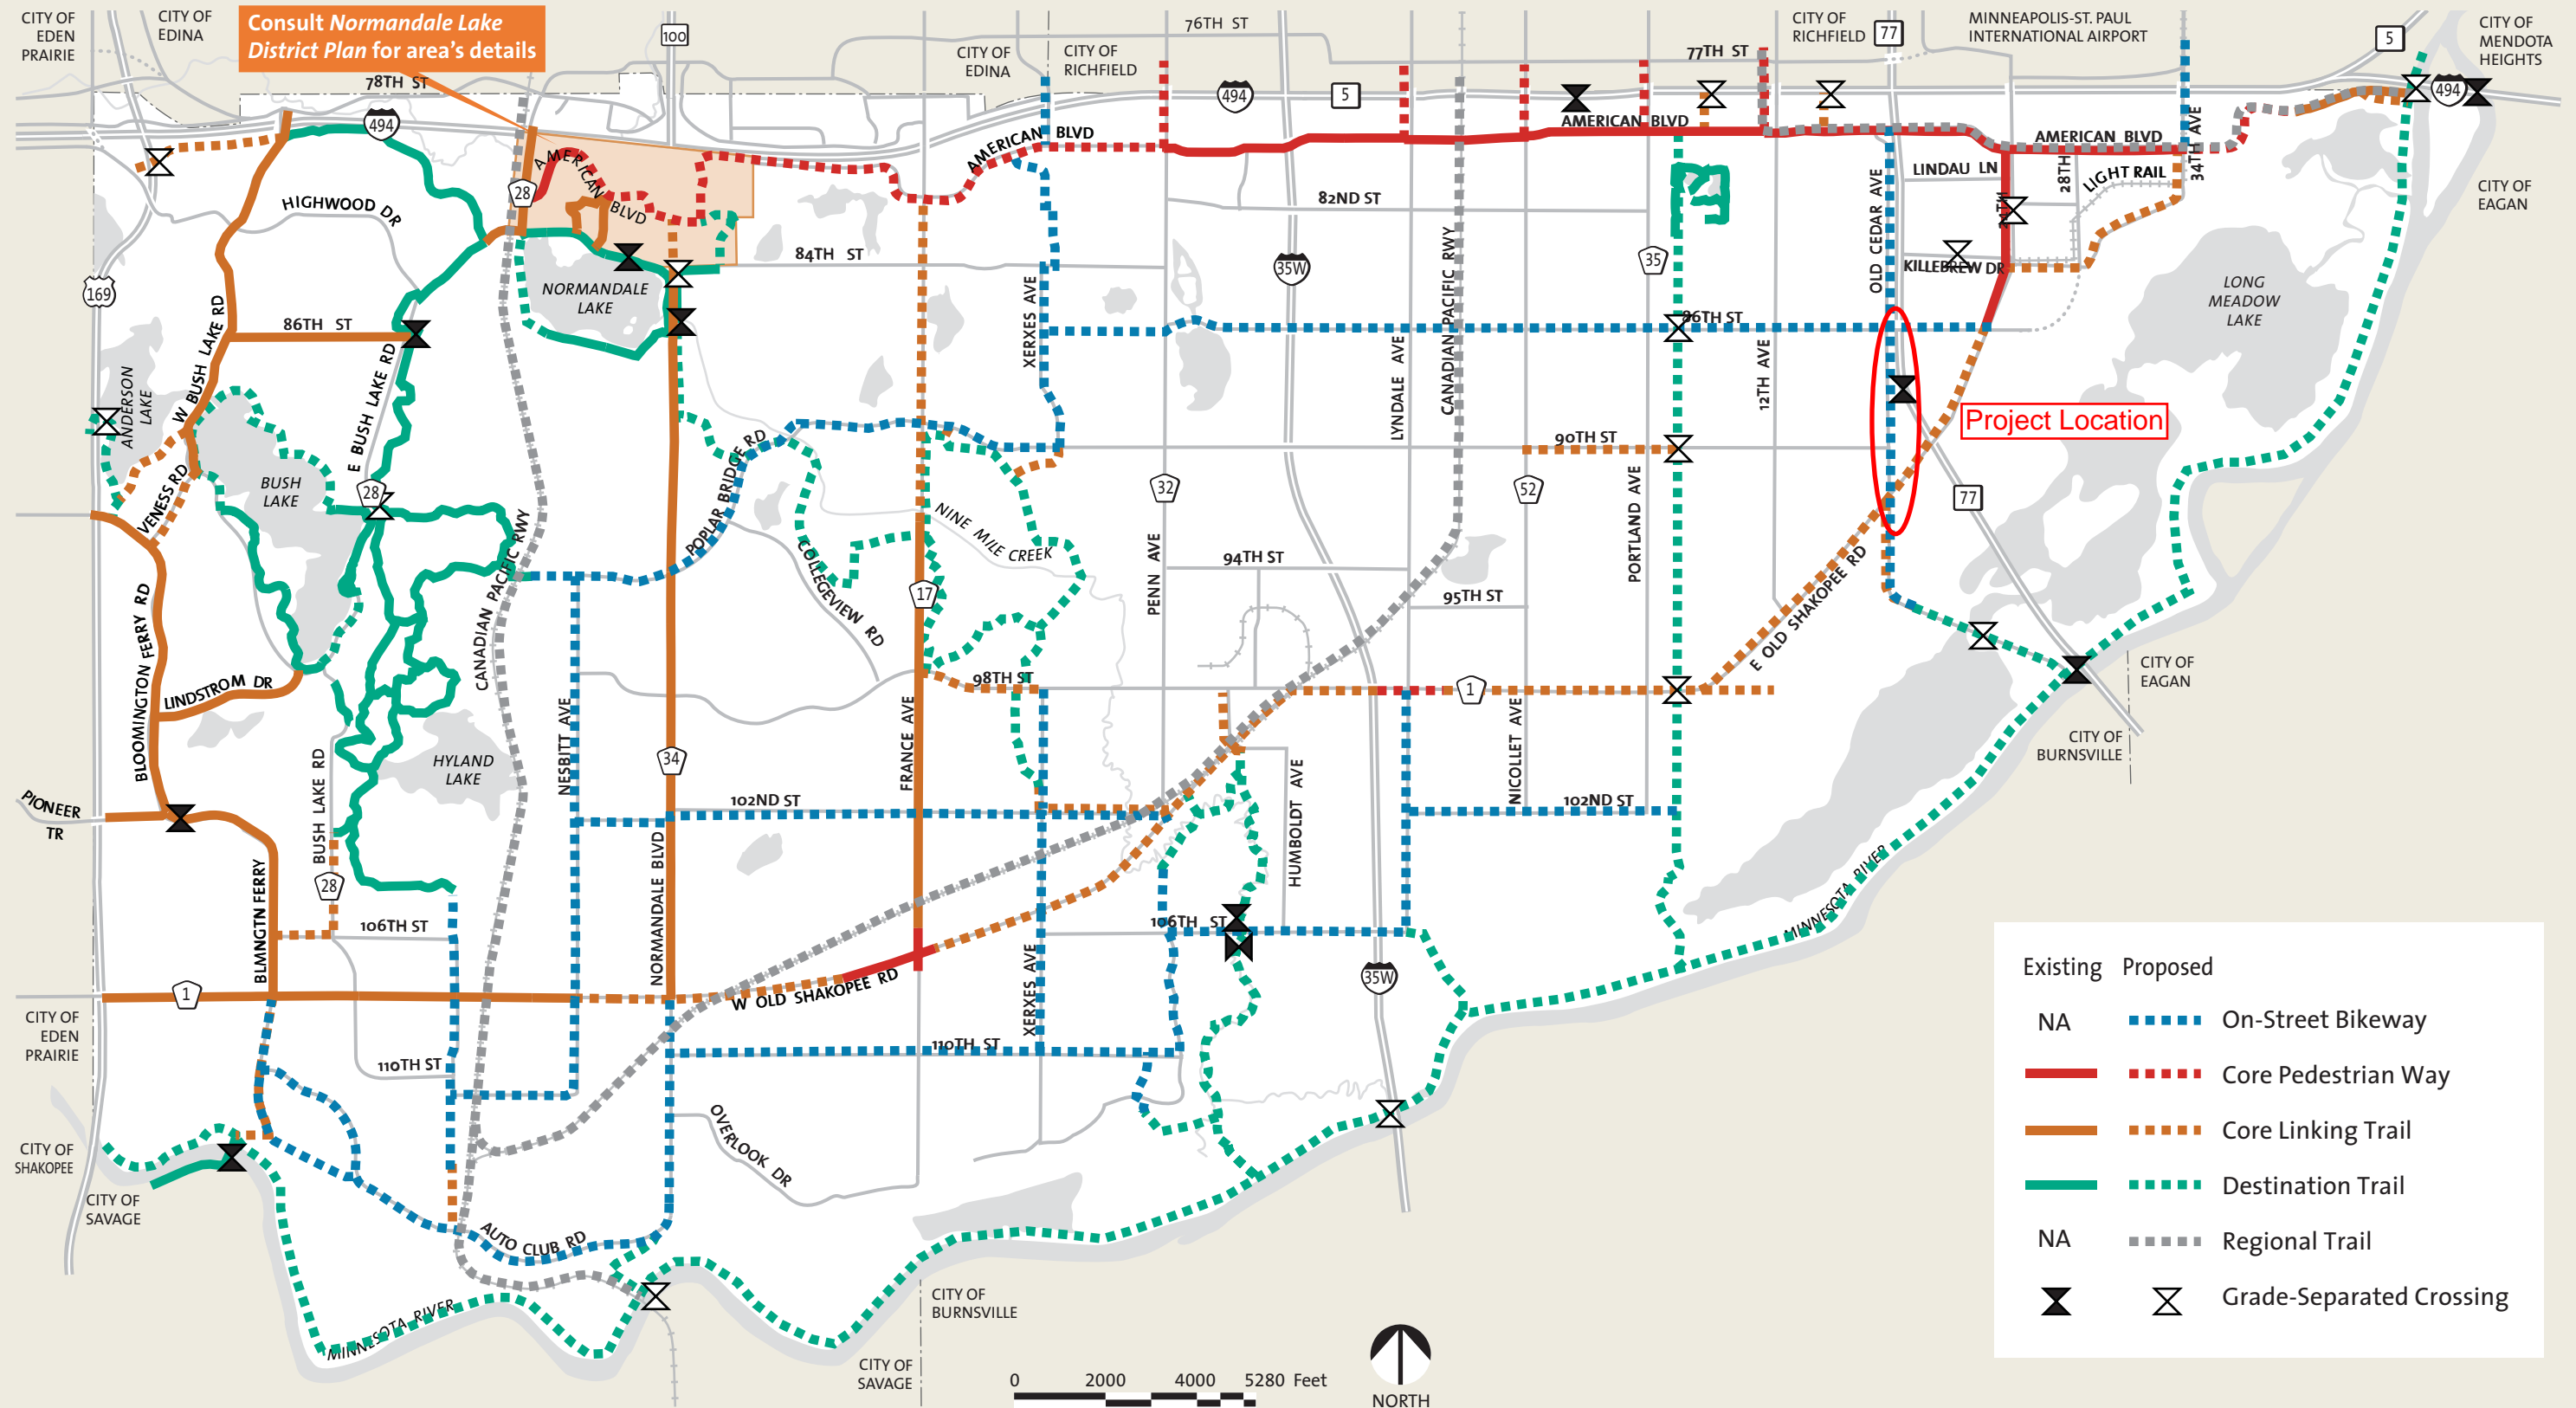 CITY OF
EDEN
PRAIRIE
CITY OF
EDINA
Consult Normandale Lake
District Plan for area's details
100
76TH ST
CITY OF
EDINA
CITY OF
RICHFIELD
77TH ST
CITY OF
RICHFIELD
77
MINNEAPOLIS-ST. PAUL
INTERNATIONAL AIRPORT
5
CITY OF
MENDOTA
HEIGHTS
78TH ST
494
494
5
494
AMERICAN BLVD
AMERICAN BLVD
AMERICAN BLVD
34TH AVE
AMERICAN BLVD
28
LINDAU LN
28TH
LIGHT RAIL
24TH
CITY OF
EAGAN
HIGHWOOD DR
82ND ST
84TH ST
OLD CEDAR AVE
KILLEBREW DR
169
NORMANDALE
LAKE
XERXES AVE
35W
CANADIAN PACIFIC RWY
35
LONG
MEADOW
LAKE
86TH ST
86TH ST
W BUSH LAKE RD
E BUSH LAKE RD
LYNDALE AVE
12TH AVE
ANDERSON
LAKE
Project Location
90TH ST
POPLAR BRIDGE RD
VENESS RD
BUSH
LAKE
28
32
52
PORTLAND AVE
77
NINE MILE CREEK
CANADIAN PACIFIC RWY
COLLEGEVIEW RD
17
PENN AVE
94TH ST
95TH ST
E OLD SHAKOPEE RD
BLOOMINGTON FERRY RD
LINDSTROM DR
98TH ST
1
CITY OF
EAGAN
NESBITT AVE
34
FRANCE AVE
NICOLLET AVE
CITY OF
BURNSVILLE
HYLAND
LAKE
HUMBOLDT AVE
PIONEER
TR
BUSH LAKE RD
102ND ST
102ND ST
MINNESOTA RIVER
BLMNGTN FERRY
28
NORMANDALE BLVD
106TH ST
106TH ST
XERXES AVE
35W
1
W OLD SHAKOPEE RD
CITY OF
EDEN
PRAIRIE
110TH ST
110TH ST
OVERLOOK DR
CITY OF
SHAKOPEE
CITY OF
SAVAGE
AUTO CLUB RD
MINNESOTA RIVER
CITY OF
BURNSVILLE
CITY OF
SAVAGE
0 2000 4000 5280 Feet
NORTH
Existing Proposed
NA On-Street Bikeway
Core Pedestrian Way
Core Linking Trail
Destination Trail
NA Regional Trail
Grade-Separated Crossing